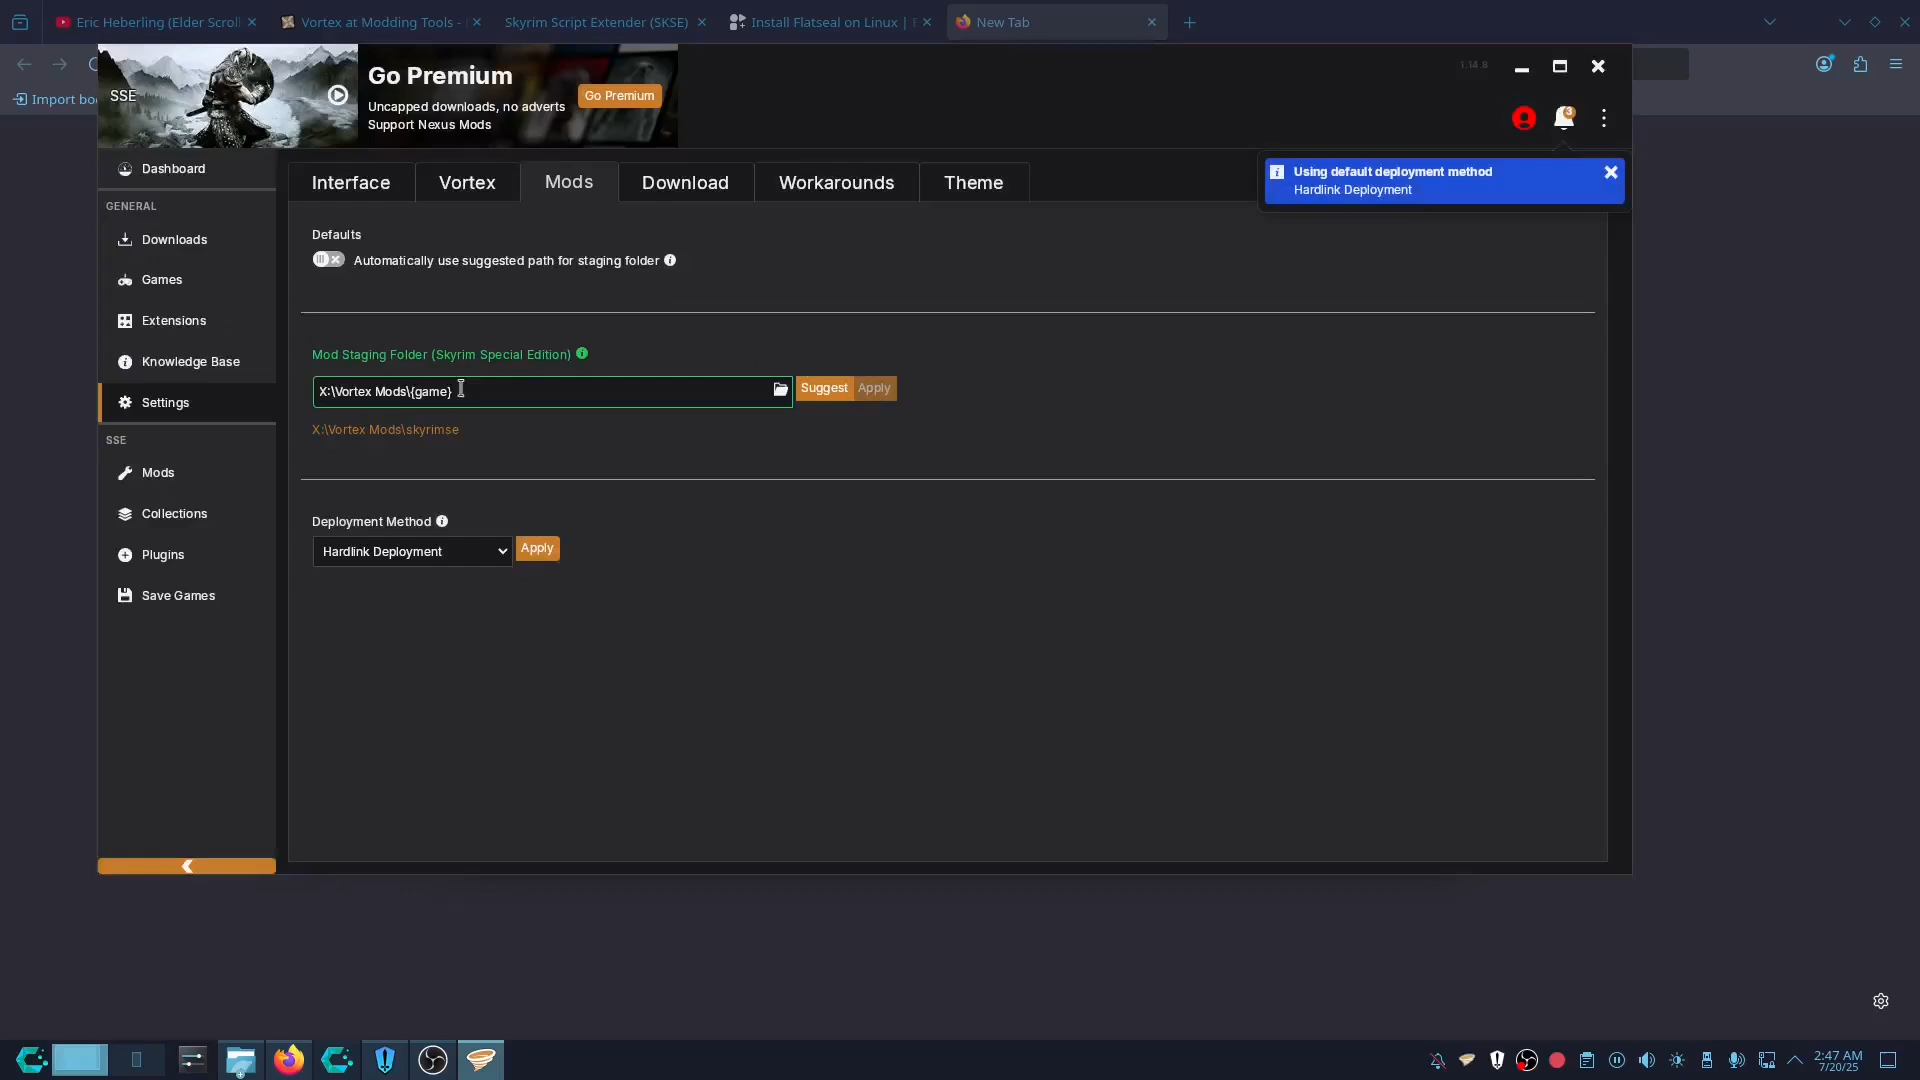 Eric Heberling (Elder Scroll
Vortex at Modding Tools -
Skyrim Script Extender (SKSE)
Install Flatseal on Linux | F
New Tab
Import bo
SSE
Go Premium
Uncapped downloads, no adverts
Support Nexus Mods
Go Premium
1.14.8
3
Dashboard
GENERAL
Downloads
Games
Extensions
Knowledge Base
Settings
SSE
Mods
Collections
Plugins
Save Games
Interface
Vortex
Mods
Download
Workarounds
Theme
Using default deployment method
Hardlink Deployment
Defaults
Automatically use suggested path for staging folder
Mod Staging Folder (Skyrim Special Edition)
X:\Vortex Mods\{game}
Suggest
Apply
X:\Vortex Mods\skyrimse
Deployment Method
Hardlink Deployment
Apply
2:47 AM
7/20/25